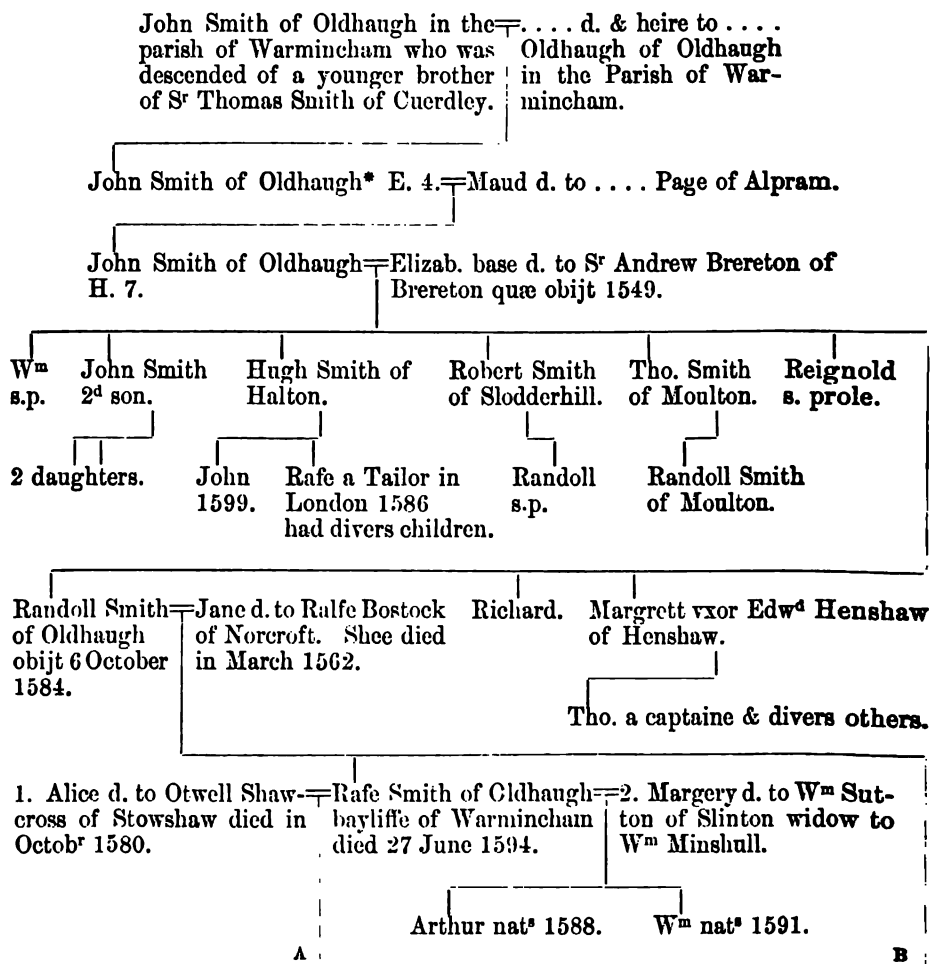 John Smith of Oldhaugh in the=. . . . d. & heire to . . . .
parish of Warmincham who was Oldhaugh of Oldhaugh
descended of a younger brother in the Parish of War-
of Sʳ Thomas Smith of Cuerdley. mincham.
John Smith of Oldhaugh* E. 4.=Maud d. to . . . . Page of Alpram.
John Smith of Oldhaugh=Elizab. base d. to Sʳ Andrew Brereton of
H. 7. Brereton quæ obijt 1549.
Wᵐ John Smith Hugh Smith of Robert Smith Tho. Smith Reignold
s.p. 2ᵈ son. Halton. of Slodderhill. of Moulton. s. prole.
2 daughters. John Rafe a Tailor in Randoll Randoll Smith
1599. London 1586 s.p. of Moulton.
had divers children.
Randoll Smith=Jane d. to Ralfe Bostock Richard. Margrett vxor Edwᵈ Henshaw
of Oldhaugh of Norcroft. Shee died of Henshaw.
obijt 6 October in March 1562.
1584.
Tho. a captaine & divers others.
1. Alice d. to Otwell Shaw-=Rafe Smith of Oldhaugh=2. Margery d. to Wᵐ Sut-
cross of Stowshaw died in bayliffe of Warmincham ton of Slinton widow to
Octobʳ 1580. died 27 June 1594. Wᵐ Minshull.
Arthur natˢ 1588. Wᵐ natˢ 1591.
A B